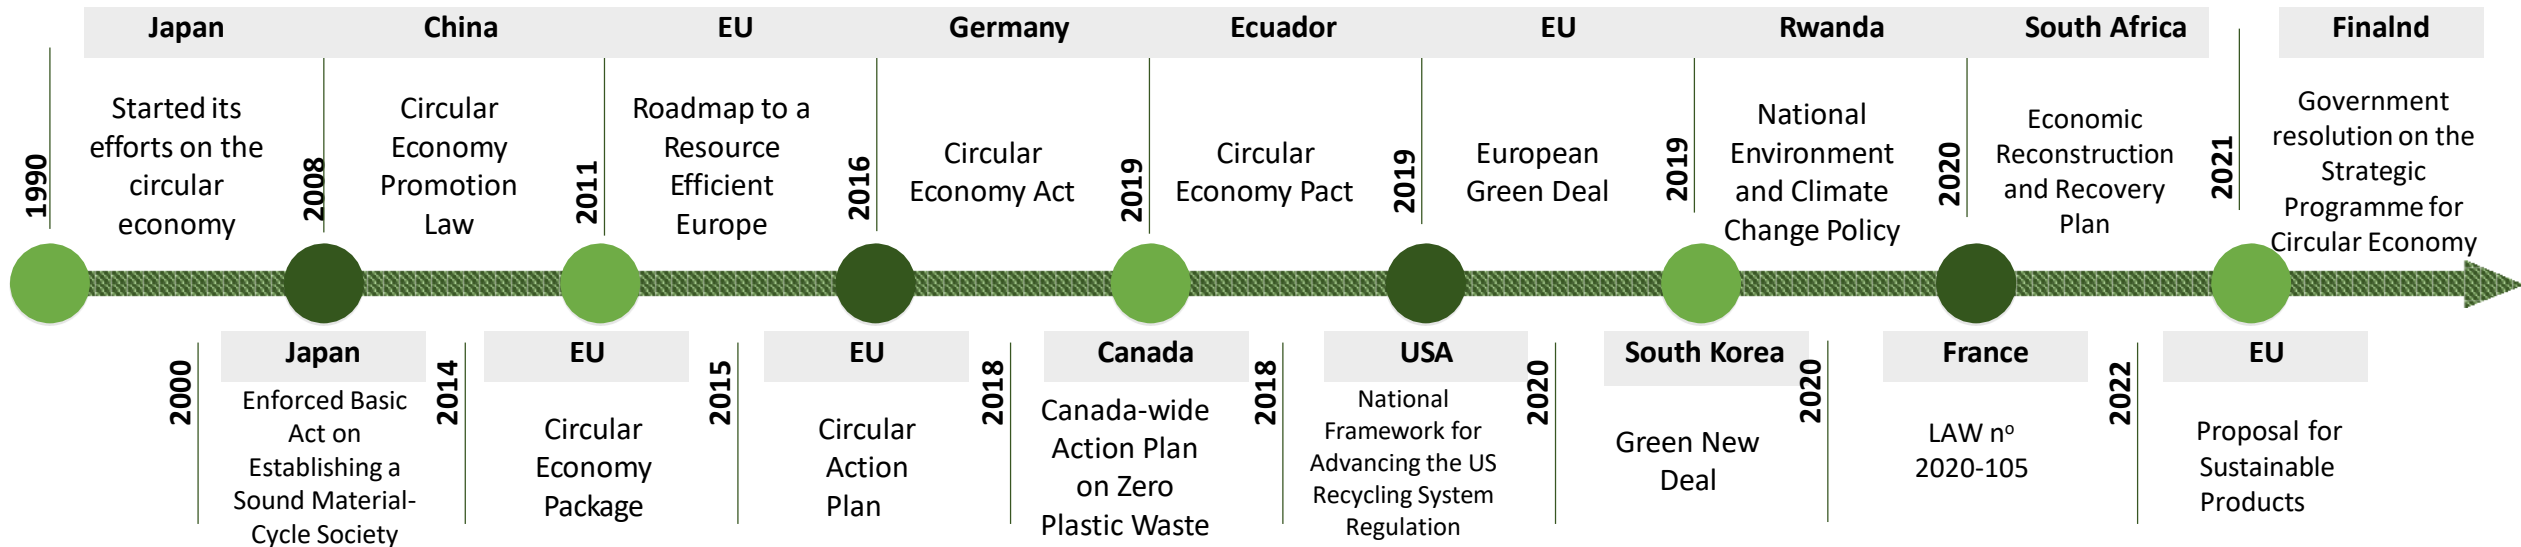 Japan
1990
Started its
efforts on the
circular
economy
China
2008
Circular
Economy
Promotion
Law
EU
2011
Roadmap to a
Resource
Efficient
Europe
Germany
2016
Circular
Economy Act
Ecuador
2019
Circular
Economy Pact
EU
2019
European
Green Deal
Rwanda
2019
National
Environment
and Climate
Change Policy
South Africa
2020
Economic
Reconstruction
and Recovery
Plan
Finalnd
2021
Government
resolution on the
Strategic
Programme for
Circular Economy
Japan
2000
Enforced Basic
Act on
Establishing a
Sound Material-
Cycle Society
EU
2014
Circular
Economy
Package
EU
2015
Circular
Action
Plan
Canada
2018
Canada-wide
Action Plan
on Zero
Plastic Waste
USA
2018
National
Framework for
Advancing the US
Recycling System
Regulation
South Korea
2020
Green New
Deal
France
2020
LAW nº
2020-105
EU
2022
Proposal for
Sustainable
Products